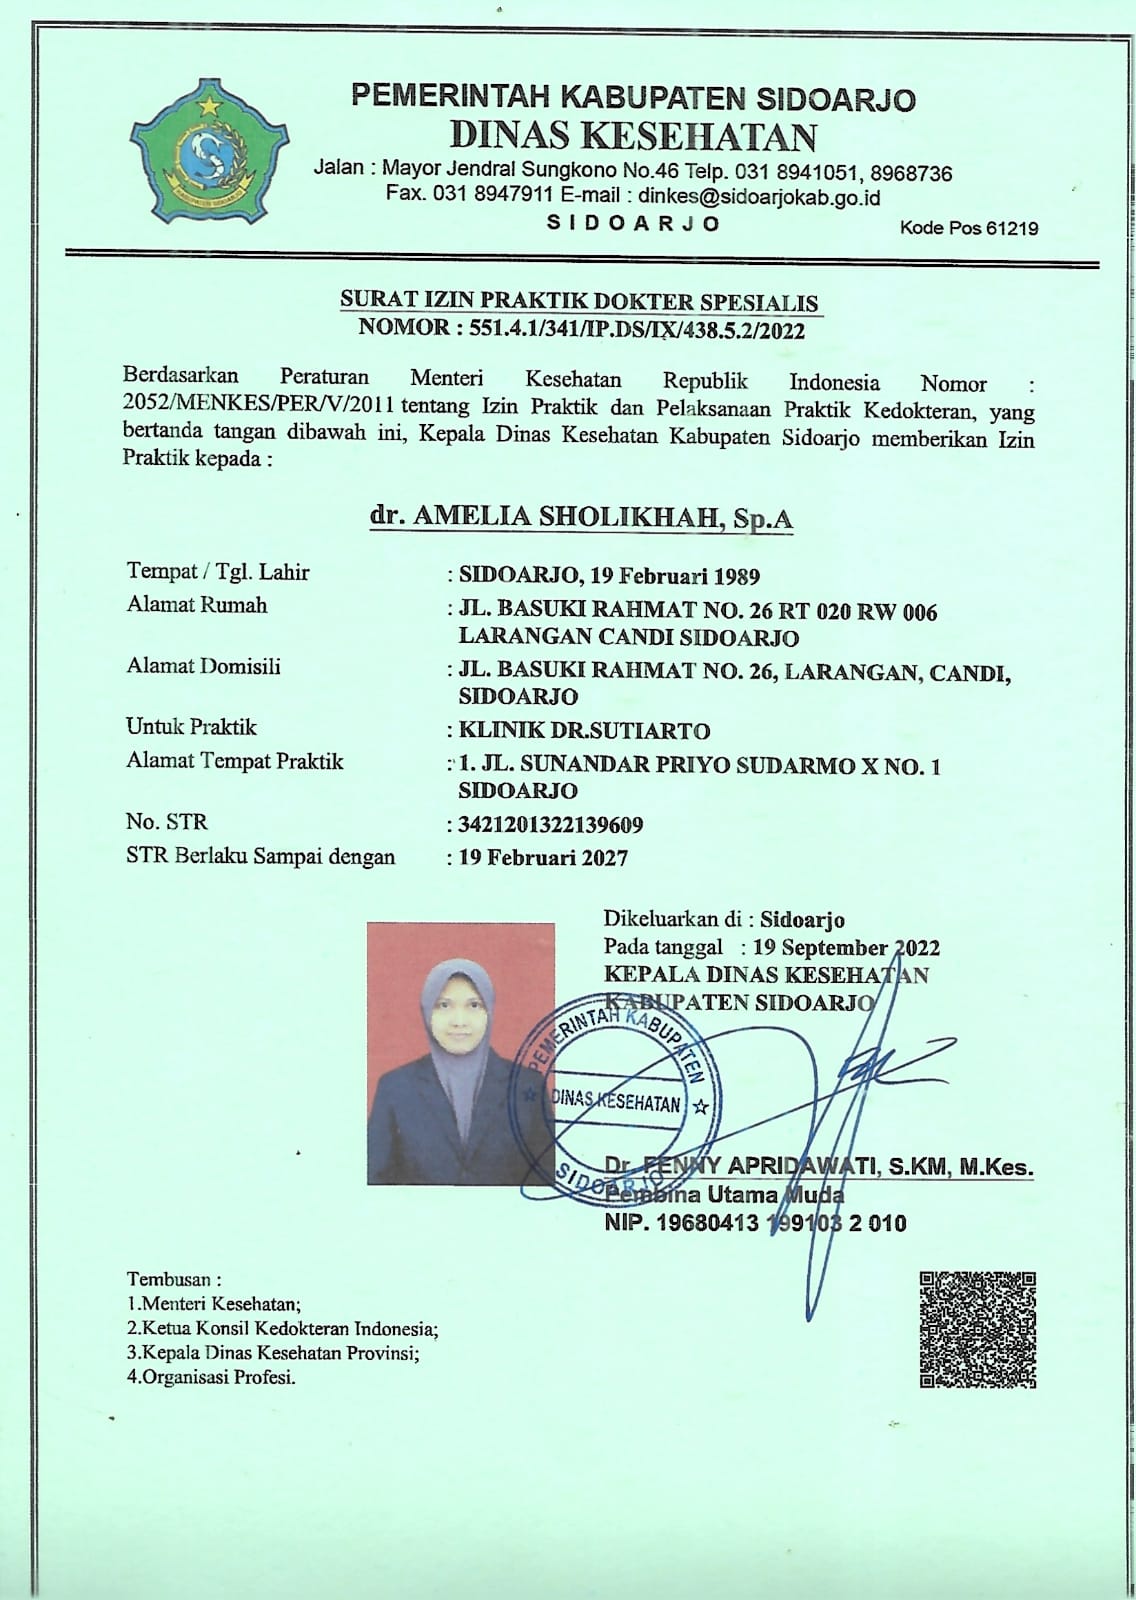 PEMERINTAH KABUPATEN SIDOARJO
DINAS KESEHATAN
Jalan : Mayor Jendral Sungkono No.46 Telp. 031 8941051, 8968736
Fax. 031 8947911 E-mail : dinkes@sidoarjokab.go.id
S I D O A R J O
Kode Pos 61219
KABUPATEN SIDOARJO
SURAT IZIN PRAKTIK DOKTER SPESIALIS
NOMOR : 551.4.1/341/IP.DS/IX/438.5.2/2022
Berdasarkan Peraturan Menteri Kesehatan Republik Indonesia Nomor :
2052/MENKES/PER/V/2011 tentang Izin Praktik dan Pelaksanaan Praktik Kedokteran, yang
bertanda tangan dibawah ini, Kepala Dinas Kesehatan Kabupaten Sidoarjo memberikan Izin
Praktik kepada :
dr. AMELIA SHOLIKHAH, Sp.A
Tempat / Tgl. Lahir : SIDOARJO, 19 Februari 1989
Alamat Rumah : JL. BASUKI RAHMAT NO. 26 RT 020 RW 006
LARANGAN CANDI SIDOARJO
Alamat Domisili : JL. BASUKI RAHMAT NO. 26, LARANGAN, CANDI,
SIDOARJO
Untuk Praktik : KLINIK DR.SUTIARTO
Alamat Tempat Praktik : 1. JL. SUNANDAR PRIYO SUDARMO X NO. 1
SIDOARJO
No. STR : 3421201322139609
STR Berlaku Sampai dengan : 19 Februari 2027
Dikeluarkan di : Sidoarjo
Pada tanggal : 19 September 2022
KEPALA DINAS KESEHATAN
KABUPATEN SIDOARJO
PEMERINTAH KABUPATEN
DINAS KESEHATAN
SIDOARJO
Dr. FENNY APRIDAWATI, S.KM, M.Kes.
Pembina Utama Muda
NIP. 19680413 199103 2 010
Tembusan :
1.Menteri Kesehatan;
2.Ketua Konsil Kedokteran Indonesia;
3.Kepala Dinas Kesehatan Provinsi;
4.Organisasi Profesi.